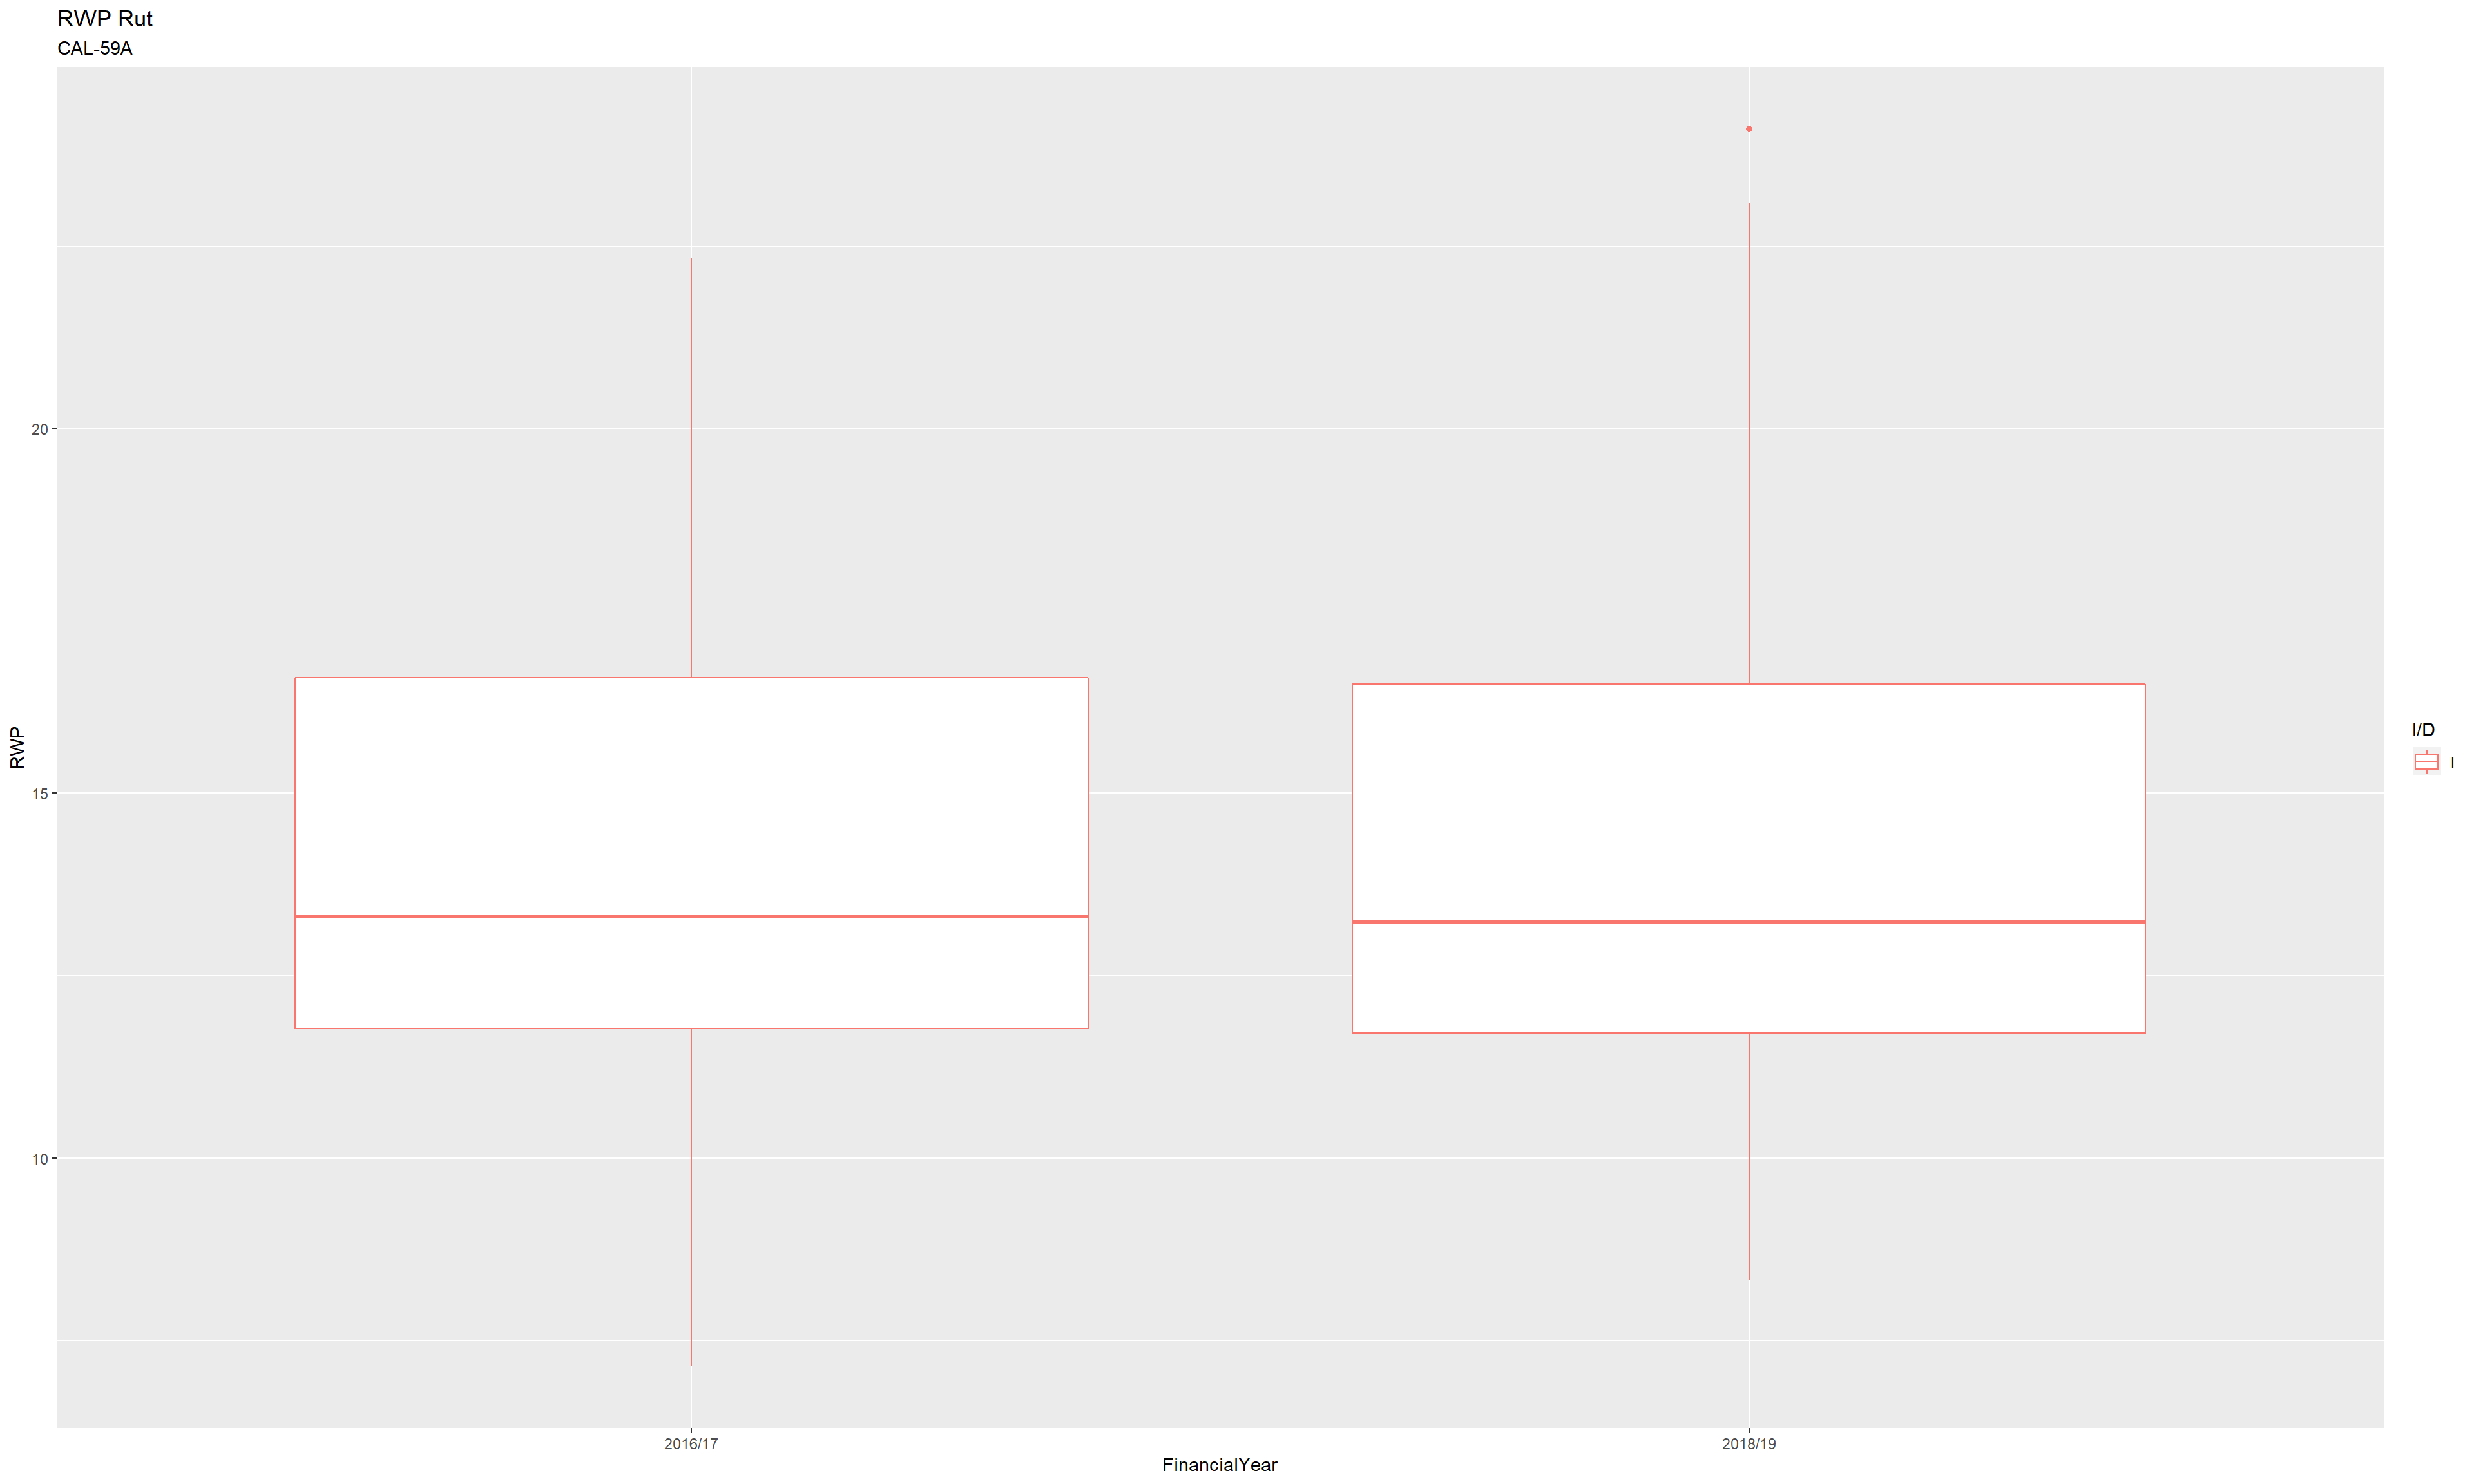 RWP Rut
CAL-59A
20
15
10
RWP
2016/17
2018/19
FinancialYear
I/D
I